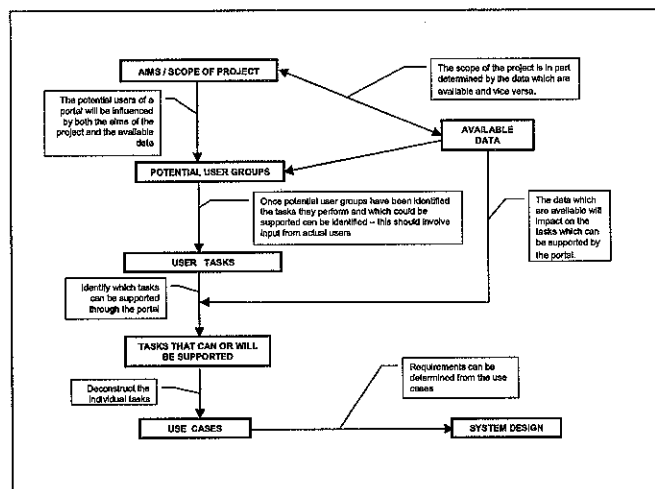 AIMS / SCOPE OF PROJECT
The scope of the project is in part
determined by the data which are
available and vice versa.
The potential users of a
portal will be influenced
by both the aims of the
project and the available
data
AVAILABLE
DATA
POTENTIAL USER GROUPS
Once potential user groups have been identified
the tasks they perform and which could be
supported can be identified – this should involve
input from actual users
The data which
are available will
impact on the
tasks which can
be supported by
the portal.
USER TASKS
Identify which tasks
can be supported
through the portal
TASKS THAT CAN OR WILL
BE SUPPORTED
Deconstruct the
individual tasks
Requirements can be
determined from the use
cases
USE CASES
SYSTEM DESIGN